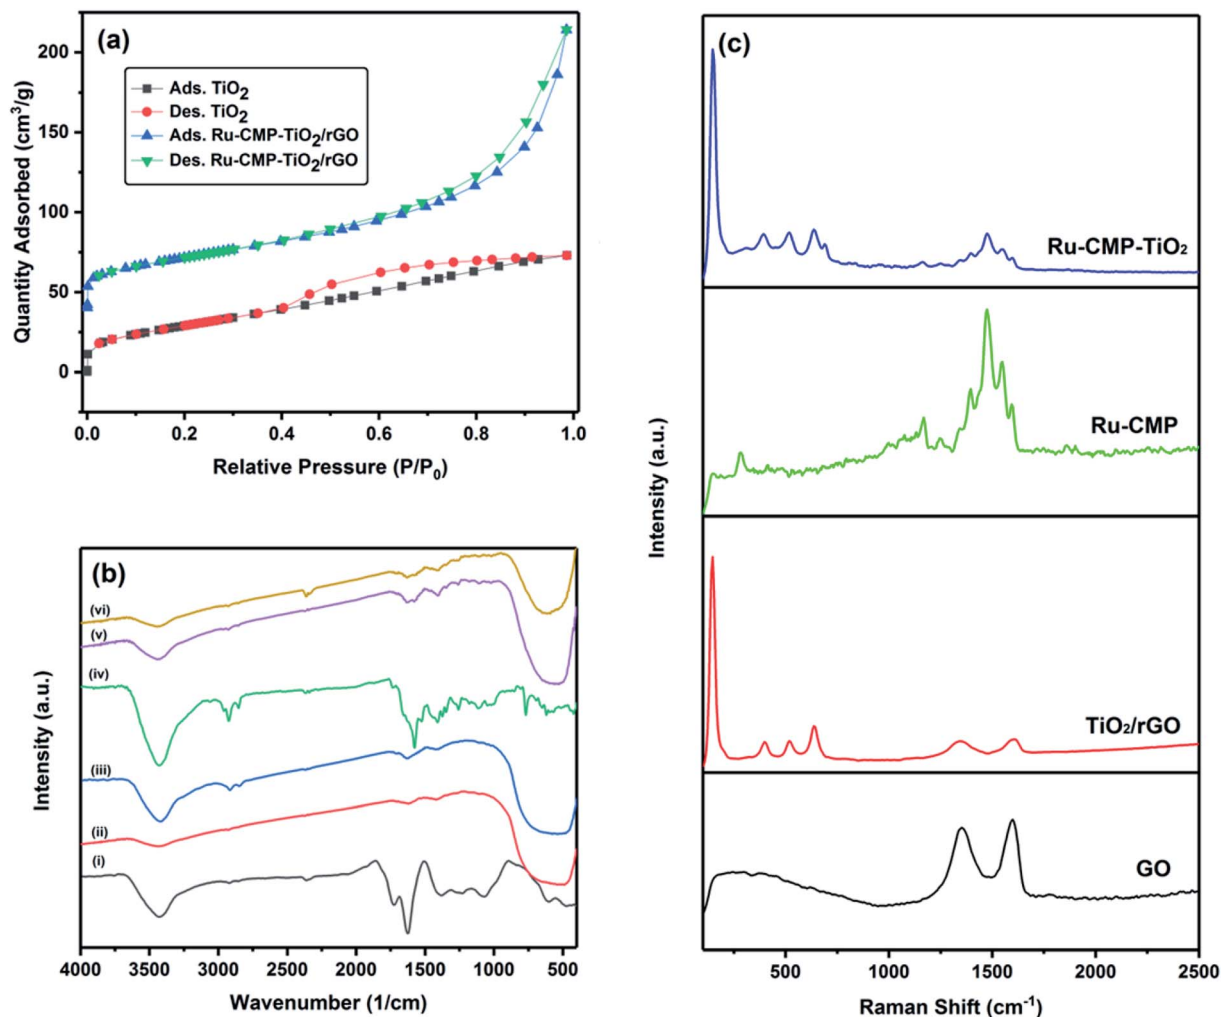 (a)
Ads. TiO2
Des. TiO2
Ads. Ru-CMP-TiO2/rGO
Des. Ru-CMP-TiO2/rGO
Quantity Adsorbed (cm3/g)
200
150
100
50
0
0.0 0.2 0.4 0.6 0.8 1.0
Relative Pressure (P/P0)
(b)
(vi)
(v)
(iv)
(iii)
(ii)
(i)
Intensity (a.u.)
4000 3500 3000 2500 2000 1500 1000 500
Wavenumber (1/cm)
(c)
Ru-CMP-TiO2
Ru-CMP
TiO2/rGO
GO
Intensity (a.u.)
500 1000 1500 2000 2500
Raman Shift (cm-1)